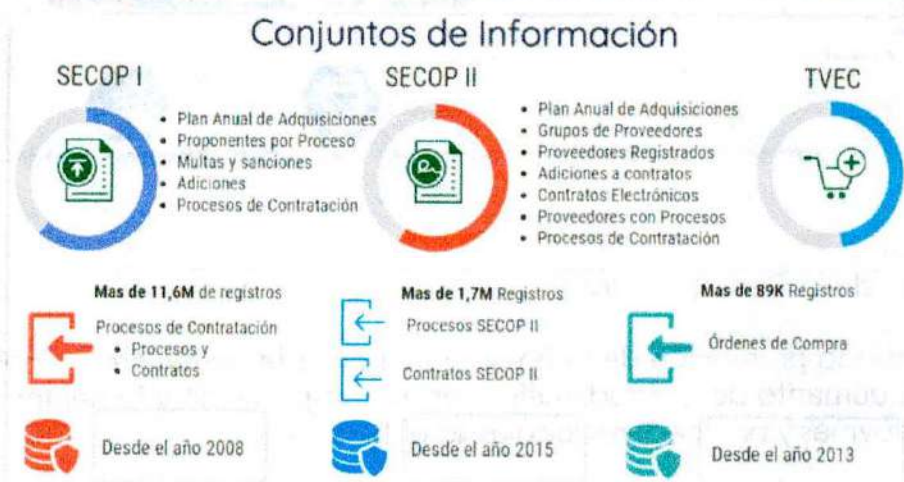 Conjuntos de Información
SECOP I
• Plan Anual de Adquisiciones
• Proponentes por Proceso
• Multas y sanciones
• Adiciones
• Procesos de Contratación
SECOP II
• Plan Anual de Adquisiciones
• Grupos de Proveedores
• Proveedores Registrados
• Adiciones a contratos
• Contratos Electrónicos
• Proveedores con Procesos
• Procesos de Contratación
TVEC
Mas de 11,6M de registros
Procesos de Contratación
• Procesos y
• Contratos
Desde el año 2008
Mas de 1,7M Registros
Procesos SECOP II
Contratos SECOP II
Desde el año 2015
Mas de 89K Registros
Órdenes de Compra
Desde el año 2013